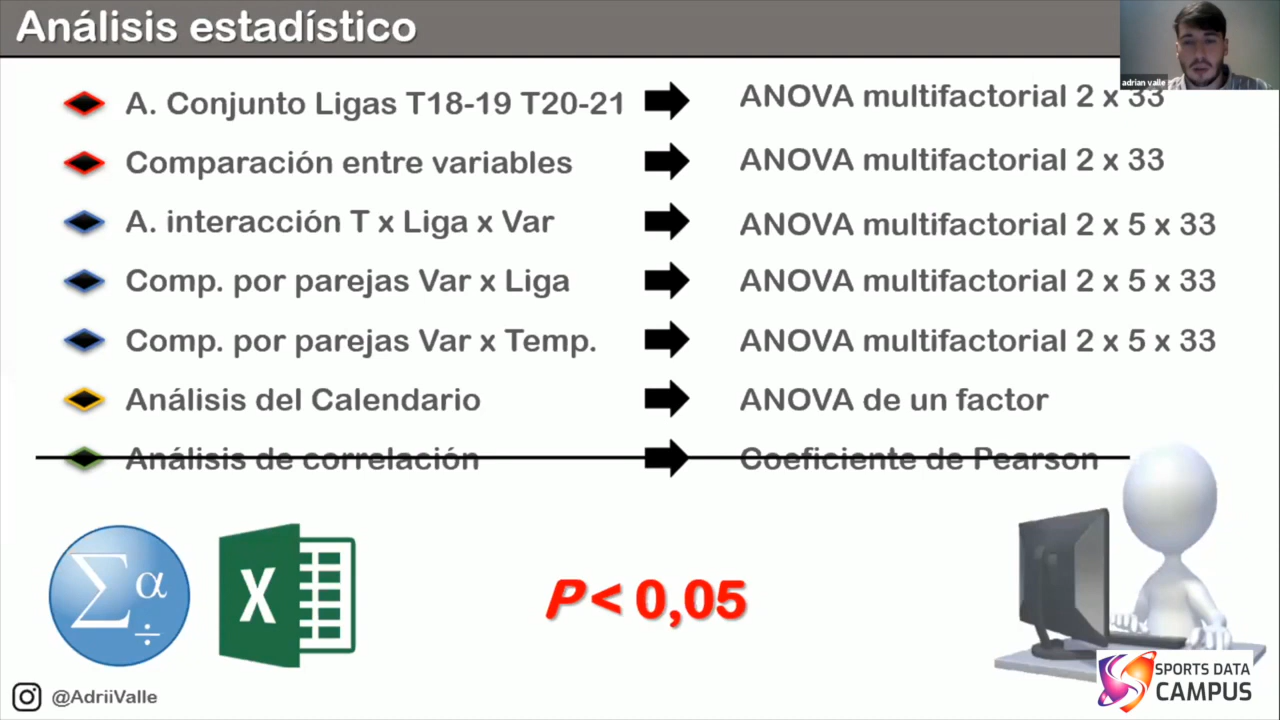 Análisis estadístico
adrian valle
A. Conjunto Ligas T18-19 T20-21 ANOVA multifactorial 2 x 33
Comparación entre variables ANOVA multifactorial 2 x 33
A. interacción T x Liga x Var ANOVA multifactorial 2 x 5 x 33
Comp. por parejas Var x Liga ANOVA multifactorial 2 x 5 x 33
Comp. por parejas Var x Temp. ANOVA multifactorial 2 x 5 x 33
Análisis del Calendario ANOVA de un factor
Análisis de correlación Coeficiente de Pearson
Σ α ÷
X
P < 0,05
@AdriiValle
SPORTS DATA
CAMPUS